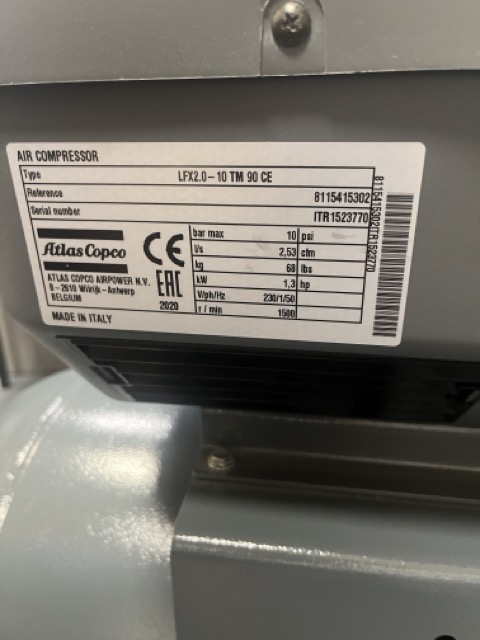 AIR COMPRESSOR
Type LFX2.0-10 TM 90 CE
Reference 8115415302
Serial number ITR1523770
Atlas Copco
CE
EAC
ATLAS COPCO AIRPOWER N.V.
B - 2610 Wilrijk - Antwerp
BELGIUM
2020
MADE IN ITALY
bar max 10 psi
l/s 2,53 cfm
kg 68 lbs
kW 1,3 hp
V/ph/Hz 230/1/50
r / min 1500
8115415302ITR1523770